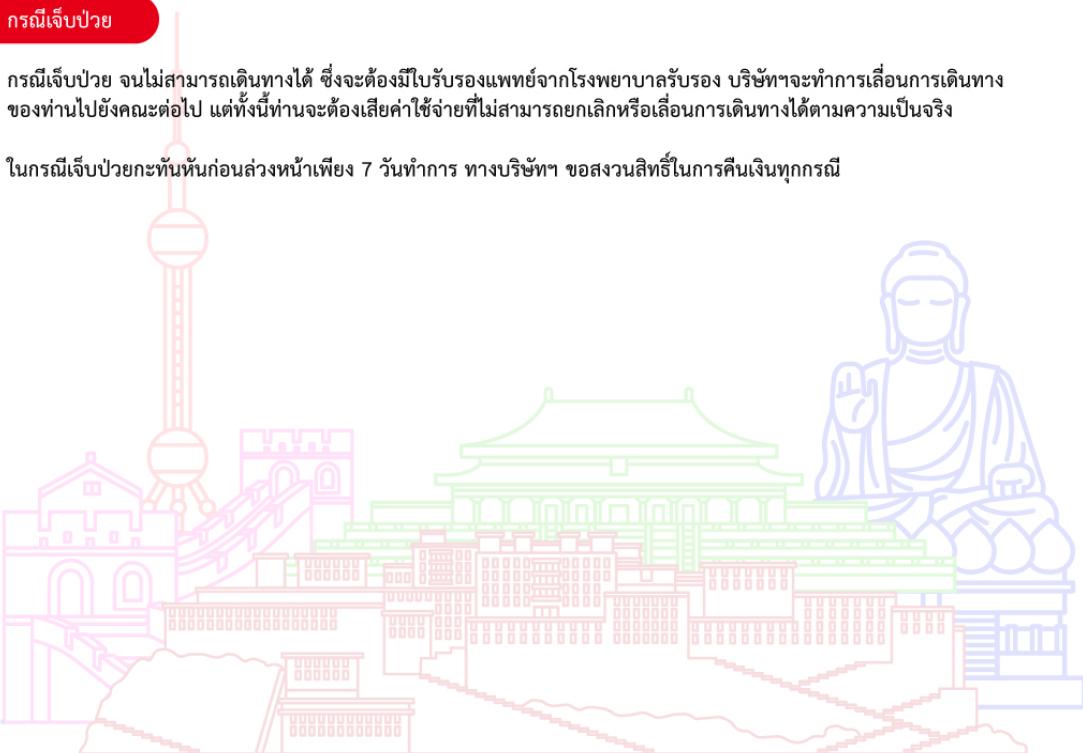 กรณีเจ็บป่วย
กรณีเจ็บป่วย จนไม่สามารถเดินทางได้ ซึ่งจะต้องมีใบรับรองแพทย์จากโรงพยาบาลรับรอง บริษัทฯจะทำการเลื่อนการเดินทาง
ของท่านไปยังคณะต่อไป แต่ทั้งนี้ท่านจะต้องเสียค่าใช้จ่ายที่ไม่สามารถยกเลิกหรือเลื่อนการเดินทางได้ตามความเป็นจริง
ในกรณีเจ็บป่วยกะทันหันก่อนล่วงหน้าเพียง 7 วันทำการ ทางบริษัทฯ ขอสงวนสิทธิ์ในการคืนเงินทุกกรณี